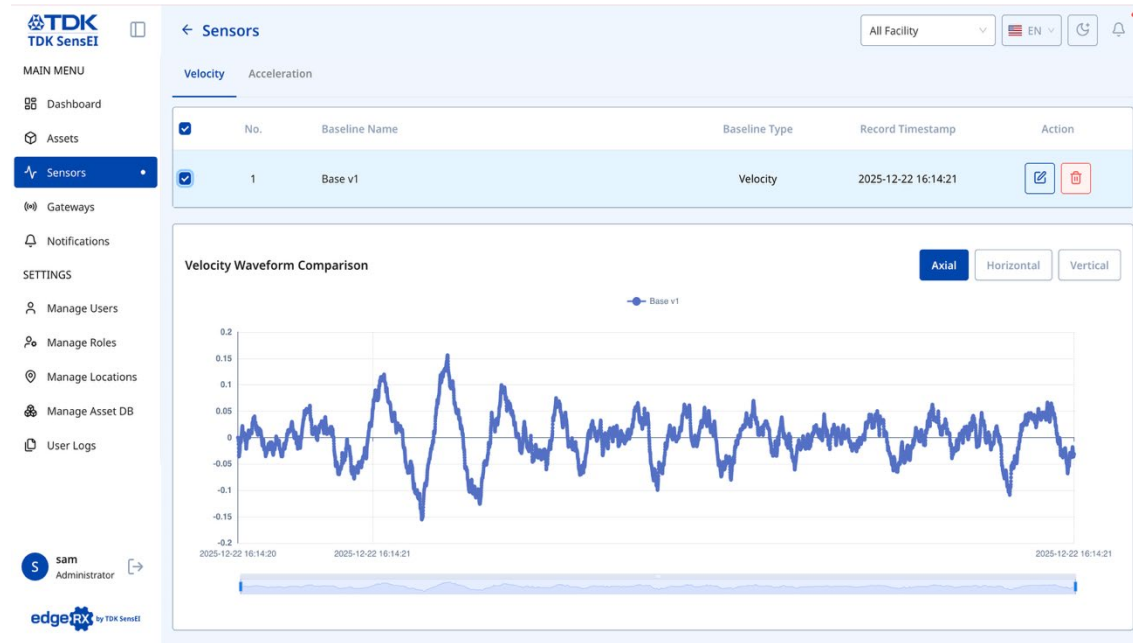 TDK
TDK SensEI
MAIN MENU
Dashboard
Assets
Sensors
Gateways
Notifications
SETTINGS
Manage Users
Manage Roles
Manage Locations
Manage Asset DB
User Logs
S
sam
Administrator
edgeRX by TDK SensEI
← Sensors
All Facility
EN
Velocity Acceleration
No. Baseline Name Baseline Type Record Timestamp Action
1 Base v1 Velocity 2025-12-22 16:14:21
Velocity Waveform Comparison
Axial Horizontal Vertical
Base v1
0.2
0.15
0.1
0.05
0
-0.05
-0.1
-0.15
-0.2
2025-12-22 16:14:20 2025-12-22 16:14:21 2025-12-22 16:14:21